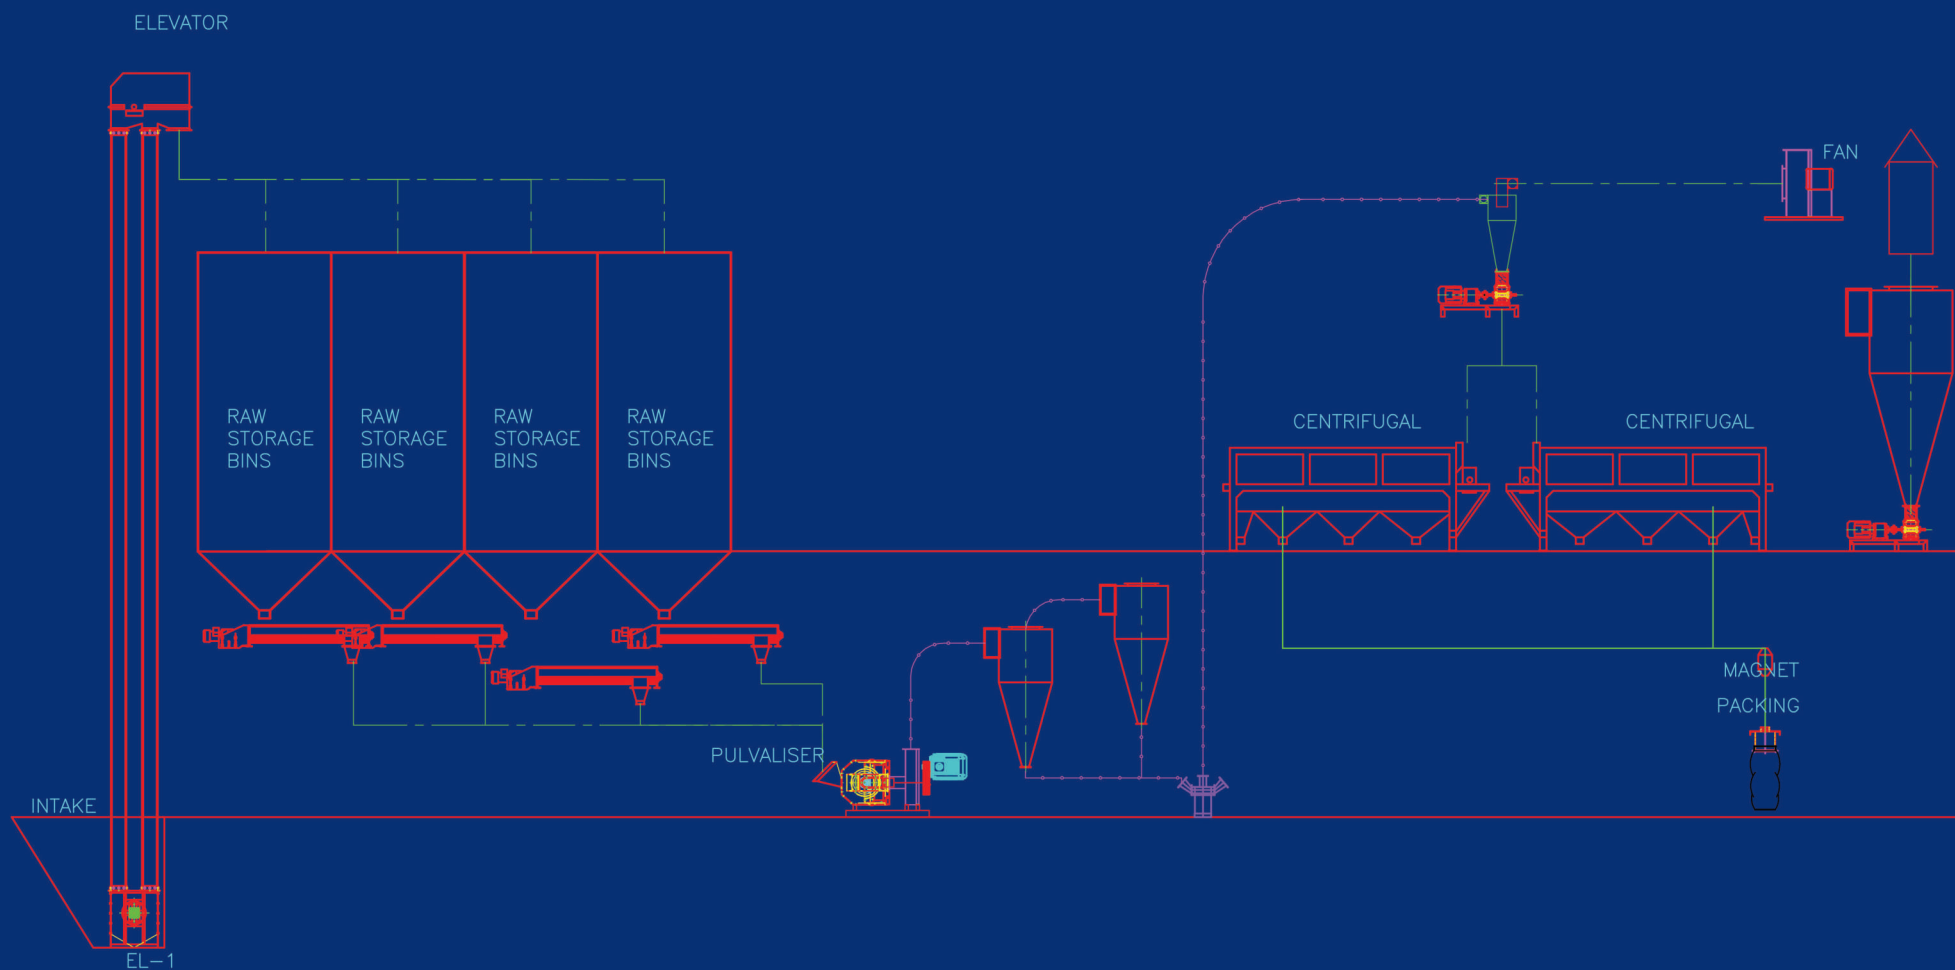 ELEVATOR
FAN
RAW
STORAGE
BINS
RAW
STORAGE
BINS
RAW
STORAGE
BINS
RAW
STORAGE
BINS
CENTRIFUGAL
CENTRIFUGAL
MAGNET
PACKING
PULVALISER
INTAKE
EL-1